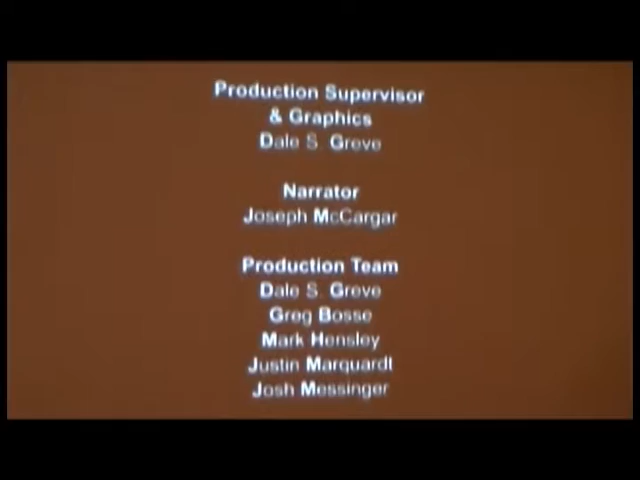 Production Supervisor
& Graphics
Dale S. Greve
Narrator
Joseph McCargar
Production Team
Dale S. Greve
Greg Bosse
Mark Hensley
Justin Marquardt
Josh Messinger